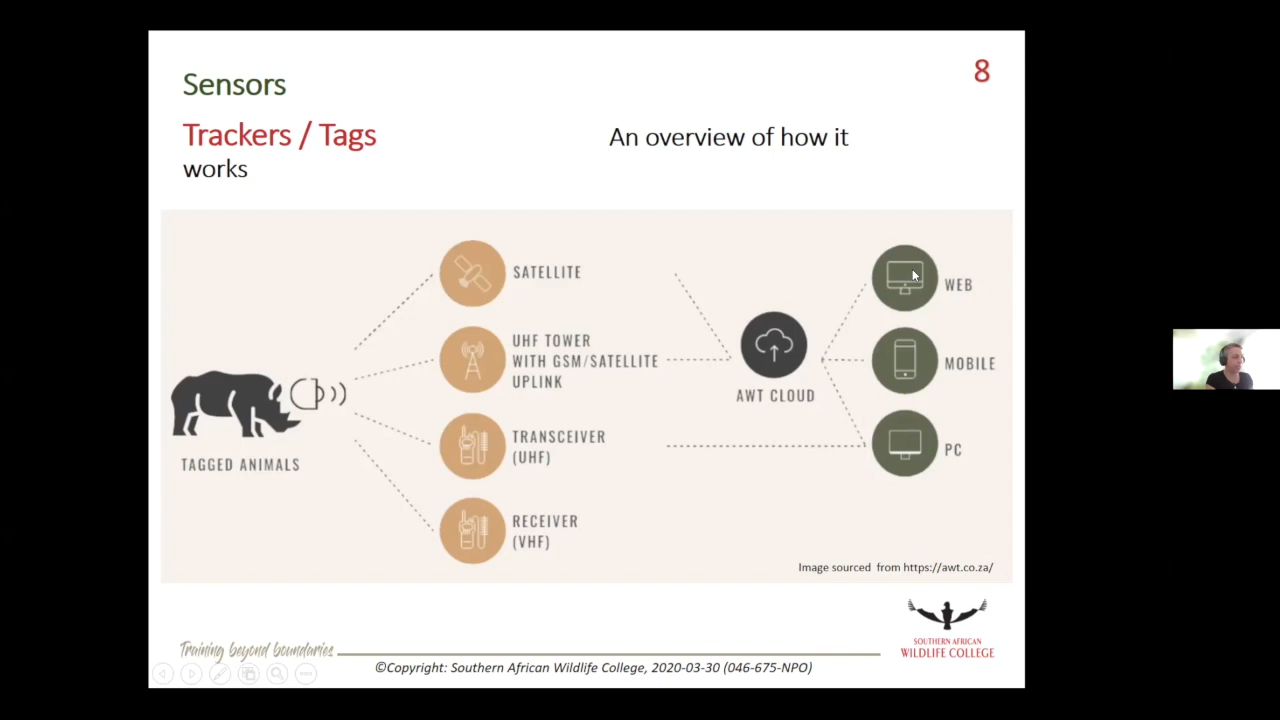 Sensors
8
Trackers / Tags An overview of how it
works
SATELLITE
UHF TOWER
WITH GSM/SATELLITE
UPLINK
TRANSCEIVER
(UHF)
RECEIVER
(VHF)
TAGGED ANIMALS
AWT CLOUD
WEB
MOBILE
PC
Image sourced from https://awt.co.za/
SOUTHERN AFRICAN
WILDLIFE COLLEGE
Training beyond boundaries
©Copyright: Southern African Wildlife College, 2020-03-30 (046-675-NPO)